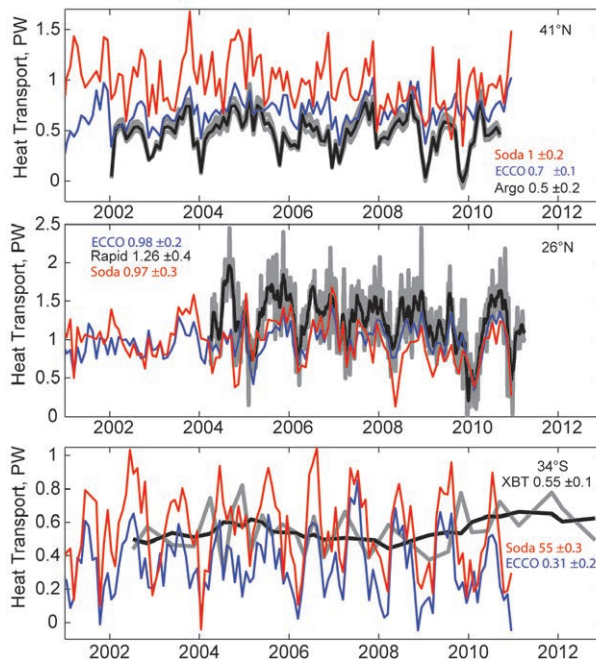 Heat Transport, PW
1.5
1
0.5
0
41°N
Soda 1 ±0.2
ECCO 0.7 ±0.1
Argo 0.5 ±0.2
2002 2004 2006 2008 2010 2012
Heat Transport, PW
2.5
2
1.5
1
0.5
0
ECCO 0.98 ±0.2
Rapid 1.26 ±0.4
Soda 0.97 ±0.3
26°N
2002 2004 2006 2008 2010 2012
Heat Transport, PW
1
0.8
0.6
0.4
0.2
0
34°S
XBT 0.55 ±0.1
Soda 55 ±0.3
ECCO 0.31 ±0.2
2002 2004 2006 2008 2010 2012